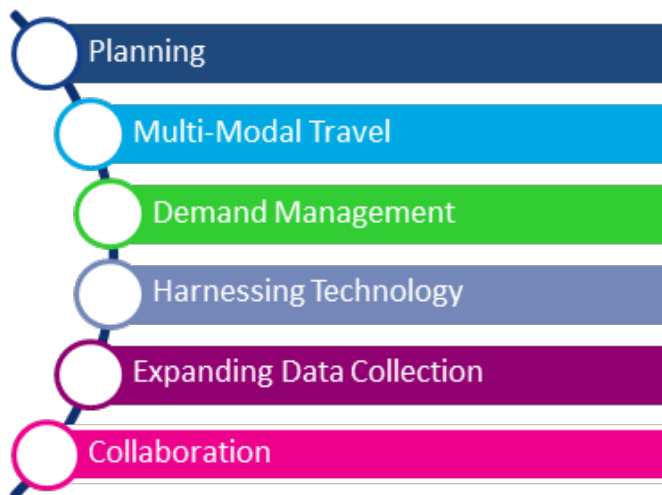 Planning
Multi-Modal Travel
Demand Management
Harnessing Technology
Expanding Data Collection
Collaboration